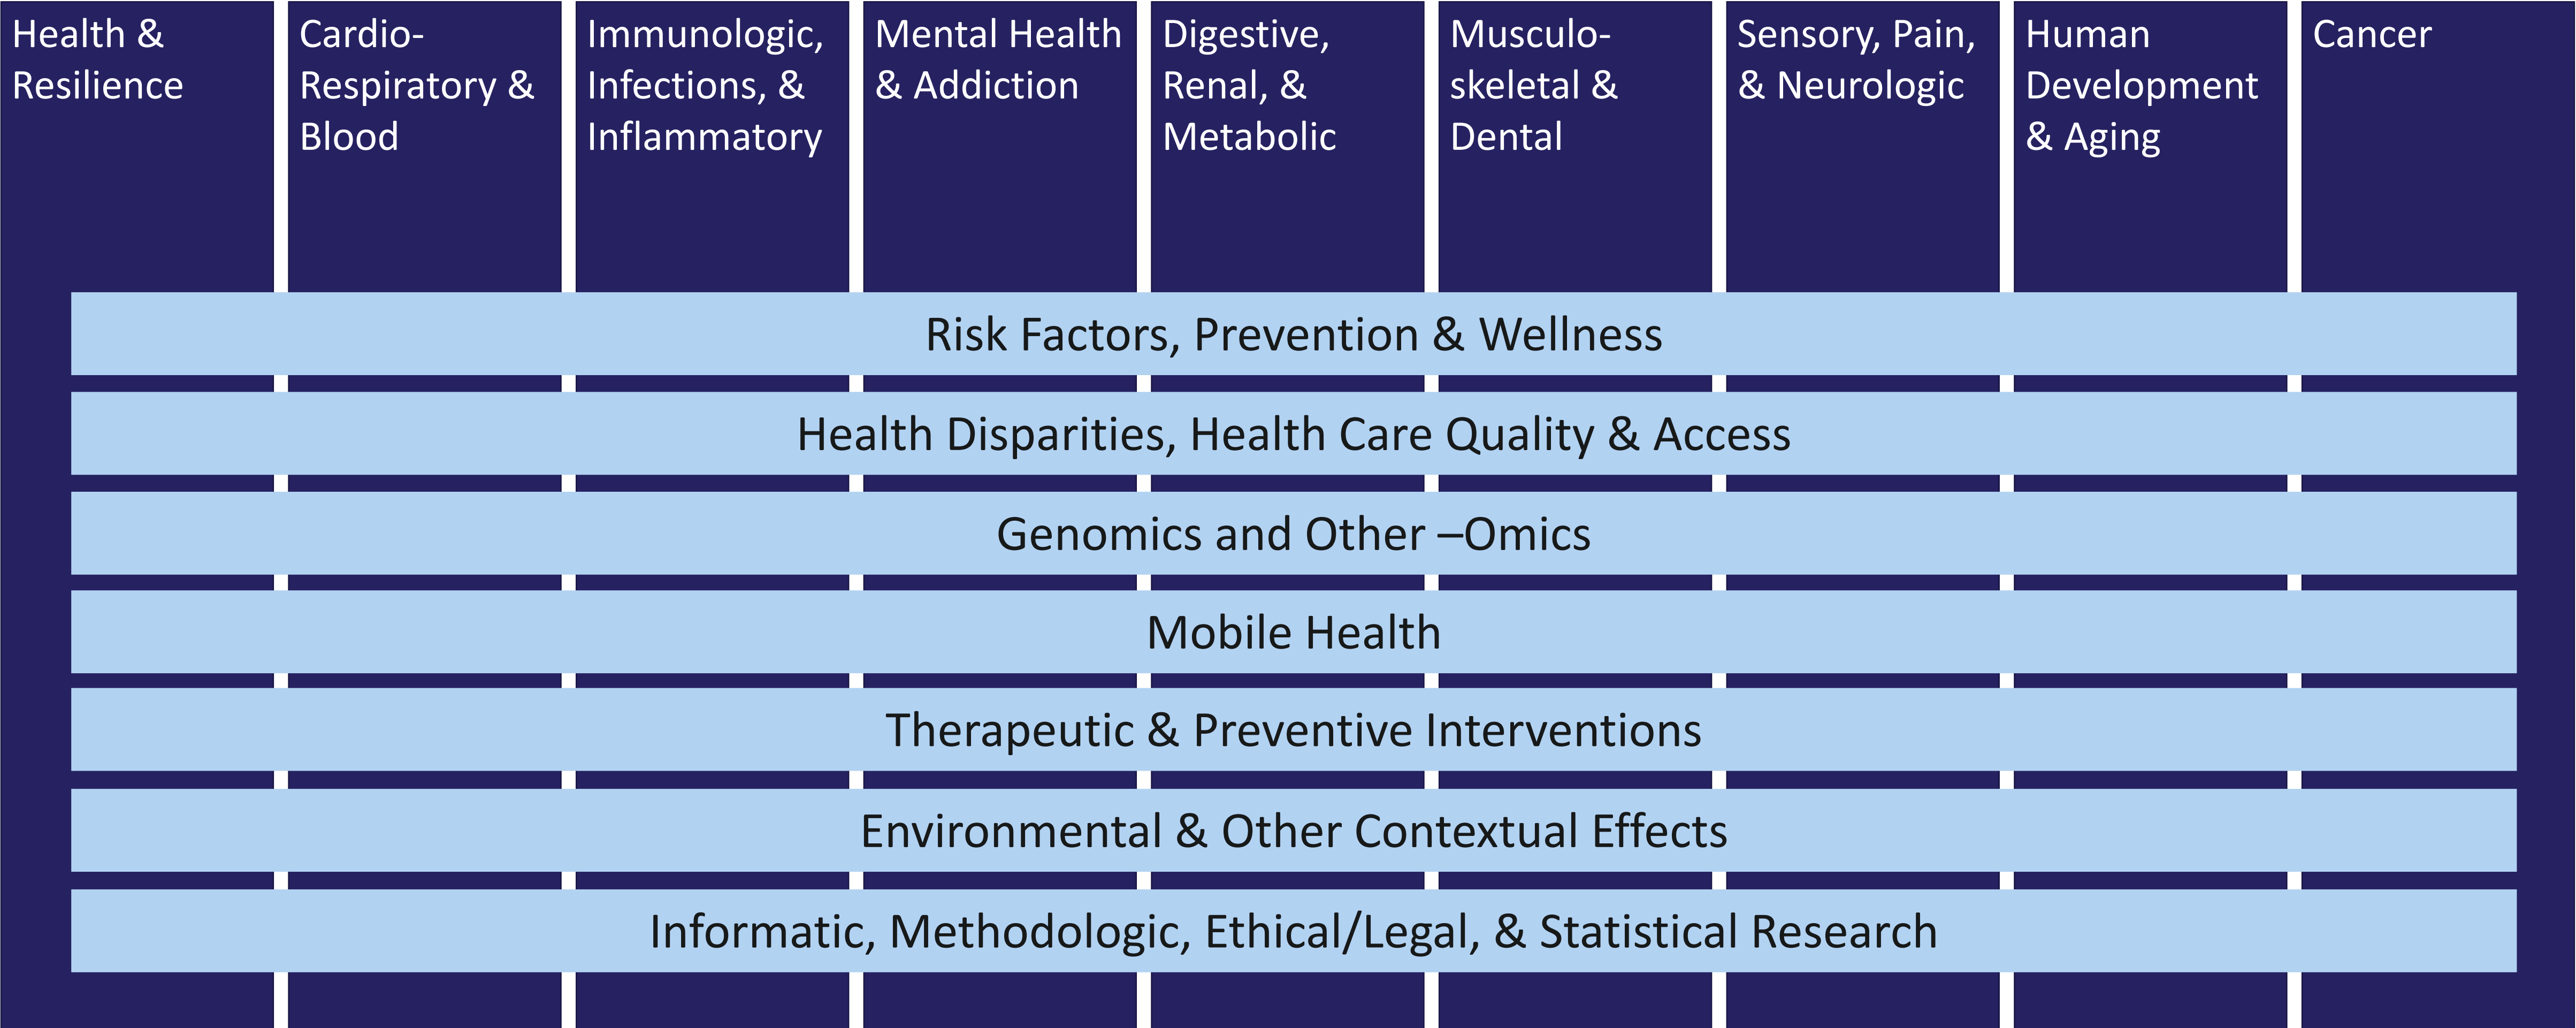 Health &
Resilience
Cardio-
Respiratory &
Blood
Immunologic,
Infections, &
Inflammatory
Mental Health
& Addiction
Digestive,
Renal, &
Metabolic
Musculo-
skeletal &
Dental
Sensory, Pain,
& Neurologic
Human
Development
& Aging
Cancer
Risk Factors, Prevention & Wellness
Health Disparities, Health Care Quality & Access
Genomics and Other –Omics
Mobile Health
Therapeutic & Preventive Interventions
Environmental & Other Contextual Effects
Informatic, Methodologic, Ethical/Legal, & Statistical Research